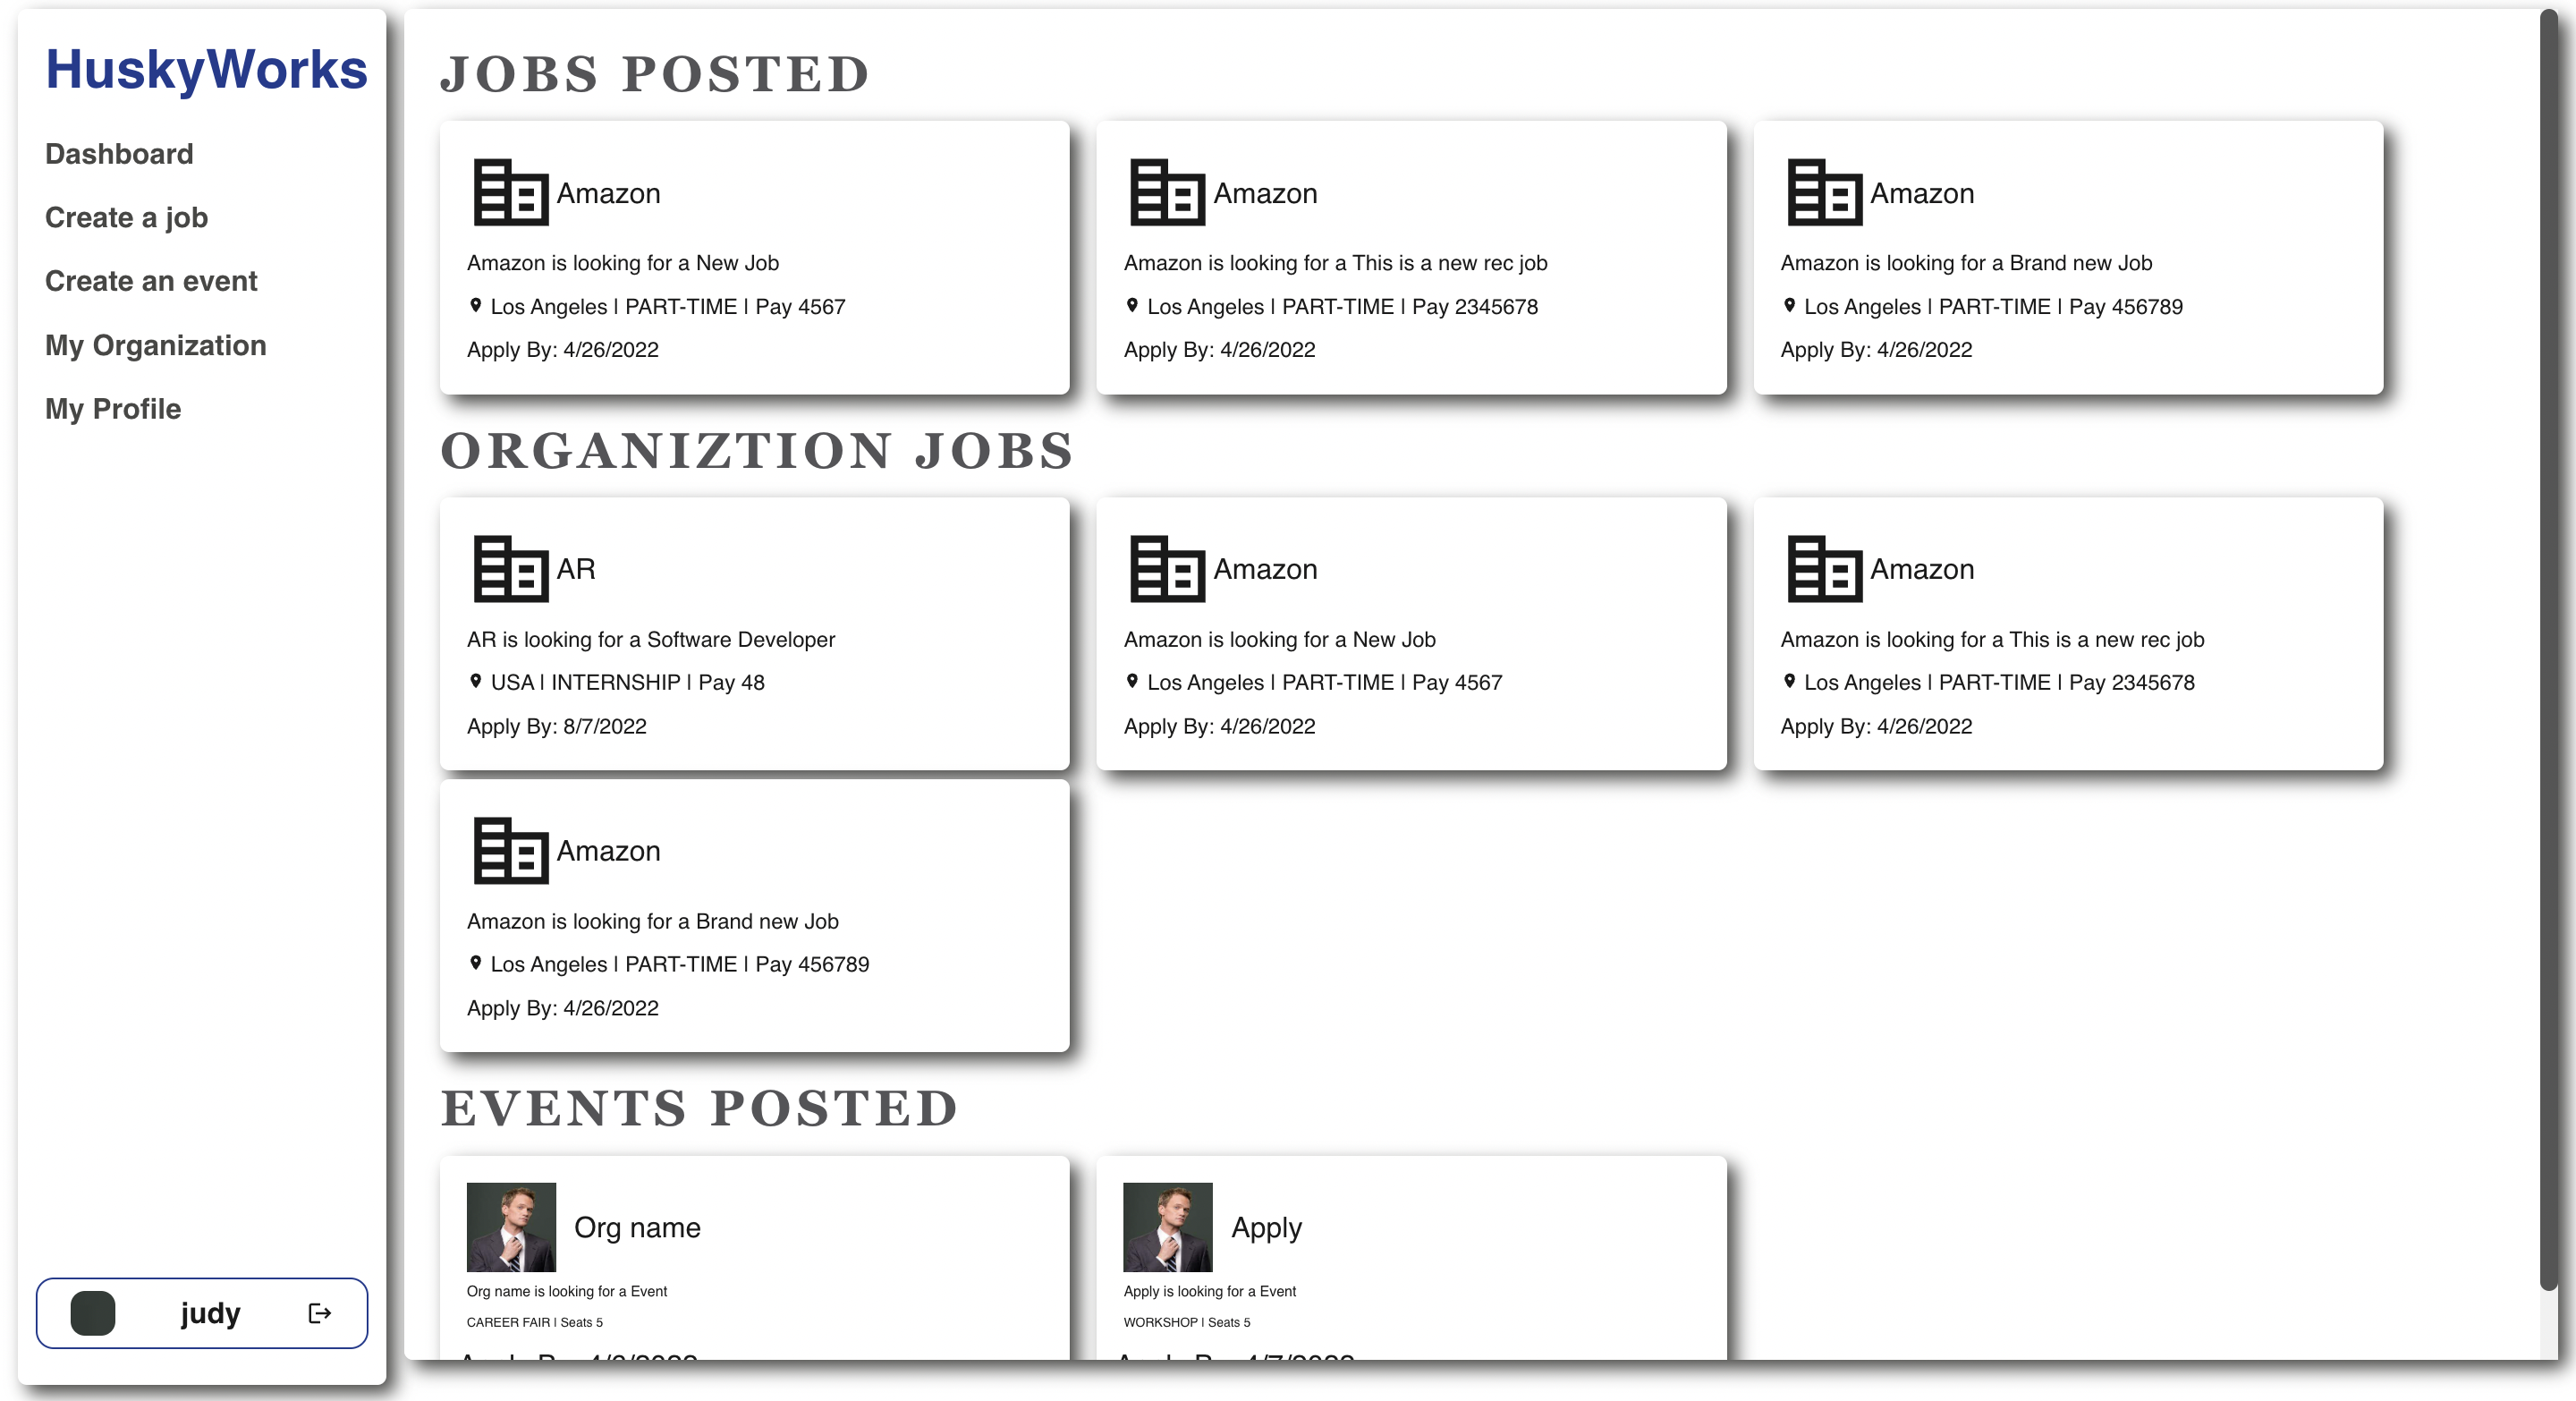 HuskyWorks
Dashboard
Create a job
Create an event
My Organization
My Profile
judy
JOBS POSTED
Amazon
Amazon is looking for a New Job
Los Angeles | PART-TIME | Pay 4567
Apply By: 4/26/2022
Amazon
Amazon is looking for a This is a new rec job
Los Angeles | PART-TIME | Pay 2345678
Apply By: 4/26/2022
Amazon
Amazon is looking for a Brand new Job
Los Angeles | PART-TIME | Pay 456789
Apply By: 4/26/2022
ORGANIZTION JOBS
AR
AR is looking for a Software Developer
USA | INTERNSHIP | Pay 48
Apply By: 8/7/2022
Amazon
Amazon is looking for a New Job
Los Angeles | PART-TIME | Pay 4567
Apply By: 4/26/2022
Amazon
Amazon is looking for a This is a new rec job
Los Angeles | PART-TIME | Pay 2345678
Apply By: 4/26/2022
Amazon
Amazon is looking for a Brand new Job
Los Angeles | PART-TIME | Pay 456789
Apply By: 4/26/2022
EVENTS POSTED
Org name
Org name is looking for a Event
CAREER FAIR | Seats 5
Apply
Apply is looking for a Event
WORKSHOP | Seats 5